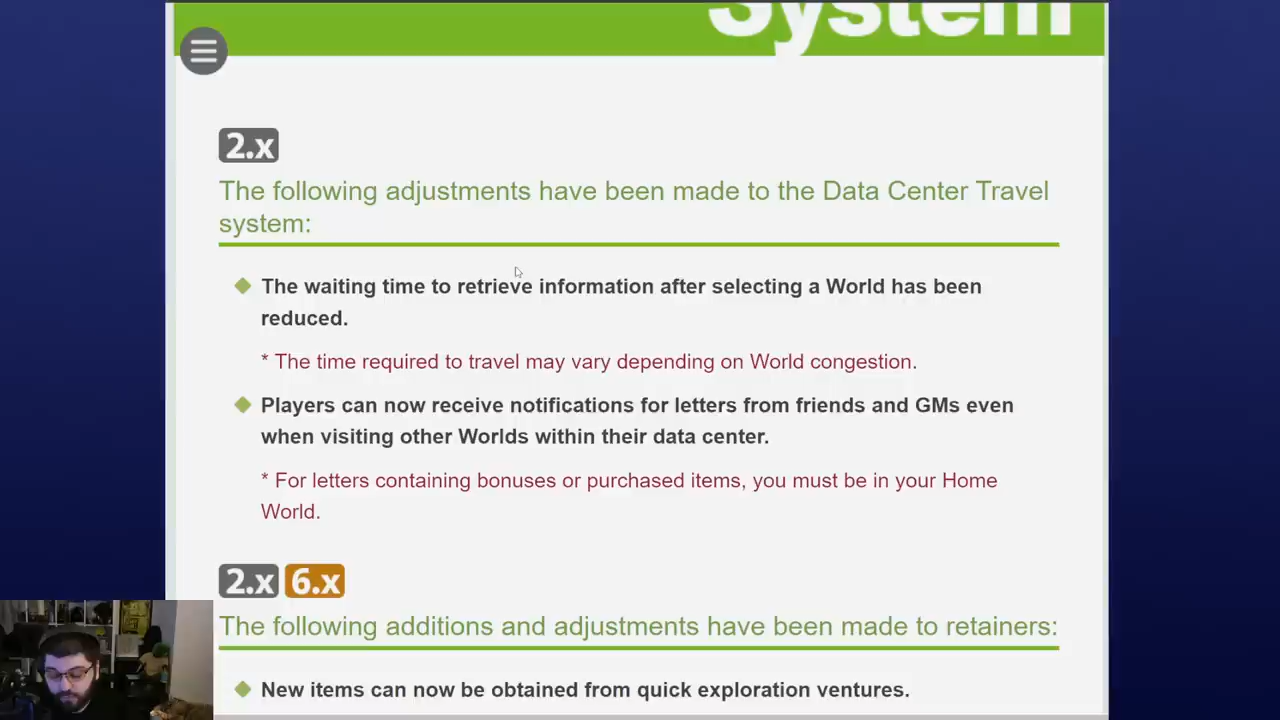 System
2.x
The following adjustments have been made to the Data Center Travel
system:
The waiting time to retrieve information after selecting a World has been
reduced.
* The time required to travel may vary depending on World congestion.
Players can now receive notifications for letters from friends and GMs even
when visiting other Worlds within their data center.
* For letters containing bonuses or purchased items, you must be in your Home
World.
2.x 6.x
The following additions and adjustments have been made to retainers:
New items can now be obtained from quick exploration ventures.